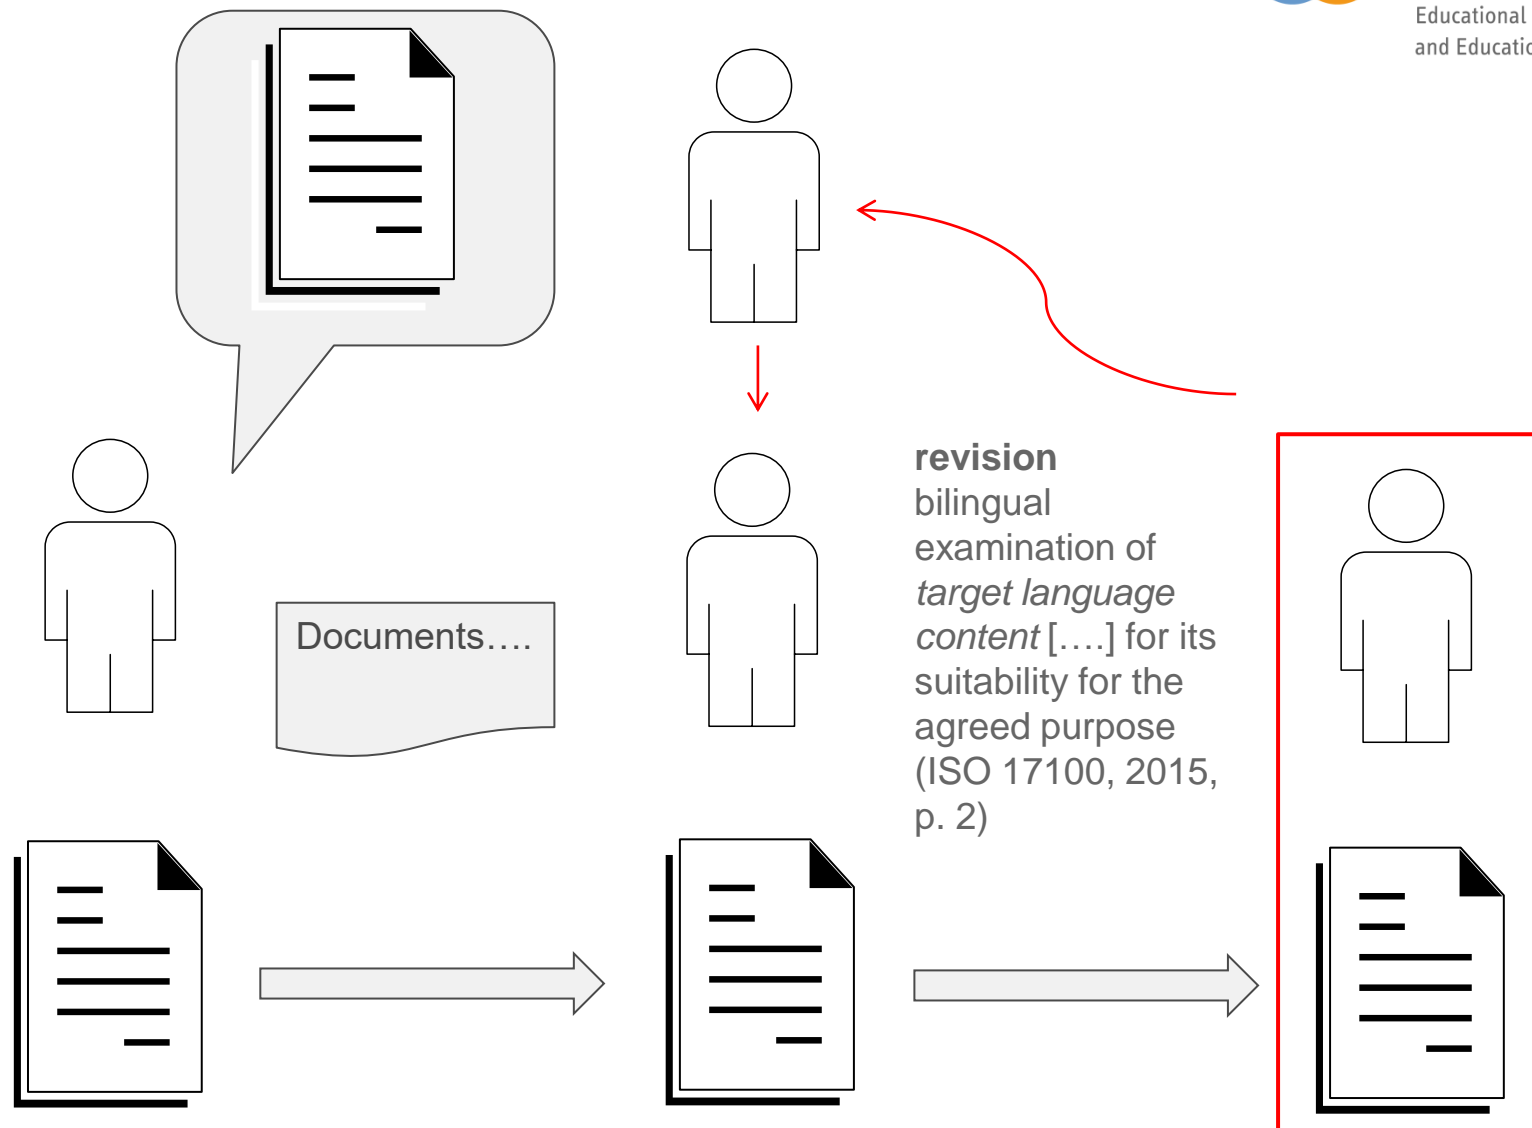 Educational
and Educatio
revision
bilingual
examination of
target language
content [….] for its
suitability for the
agreed purpose
(ISO 17100, 2015,
p. 2)
Documents….